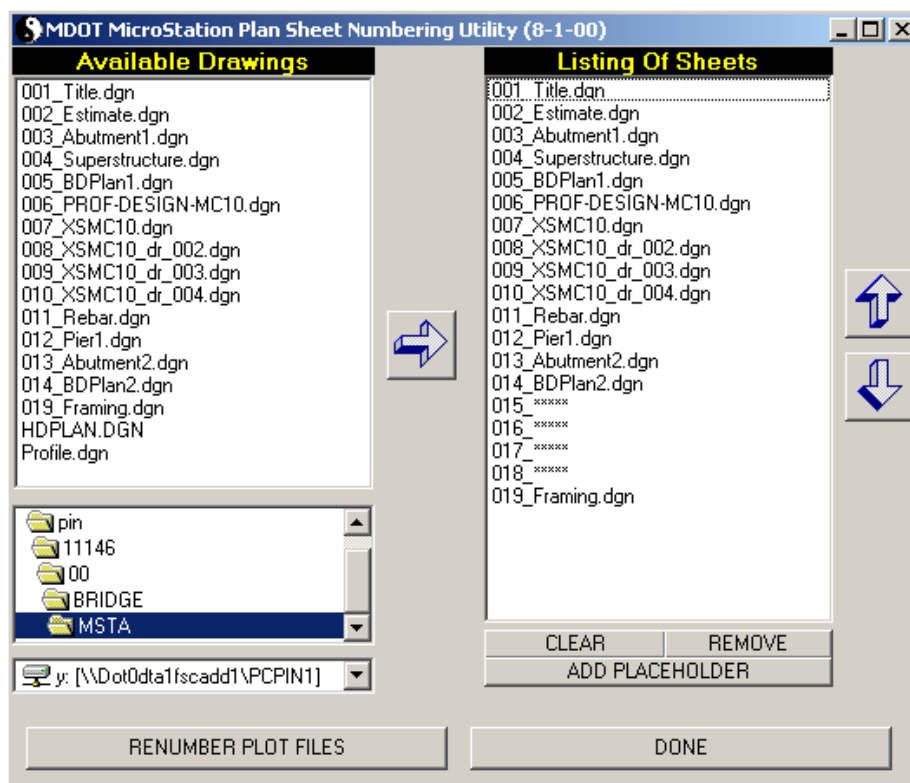 MDOT MicroStation Plan Sheet Numbering Utility (8-1-00)
Available Drawings
001_Title.dgn
002_Estimate.dgn
003_Abutment1.dgn
004_Superstructure.dgn
005_BDPlan1.dgn
006_PROF-DESIGN-MC10.dgn
007_XSMC10.dgn
008_XSMC10_dr_002.dgn
009_XSMC10_dr_003.dgn
010_XSMC10_dr_004.dgn
011_Rebar.dgn
012_Pier1.dgn
013_Abutment2.dgn
014_BDPlan2.dgn
019_Framing.dgn
HDPLAN.DGN
Profile.dgn
pin
11146
00
BRIDGE
MSTA
y: [\\Dot0dta1fscadd1\PCPIN1]
Listing Of Sheets
001_Title.dgn
002_Estimate.dgn
003_Abutment1.dgn
004_Superstructure.dgn
005_BDPlan1.dgn
006_PROF-DESIGN-MC10.dgn
007_XSMC10.dgn
008_XSMC10_dr_002.dgn
009_XSMC10_dr_003.dgn
010_XSMC10_dr_004.dgn
011_Rebar.dgn
012_Pier1.dgn
013_Abutment2.dgn
014_BDPlan2.dgn
015_*****
016_*****
017_*****
018_*****
019_Framing.dgn
CLEAR
REMOVE
ADD PLACEHOLDER
RENUMBER PLOT FILES
DONE